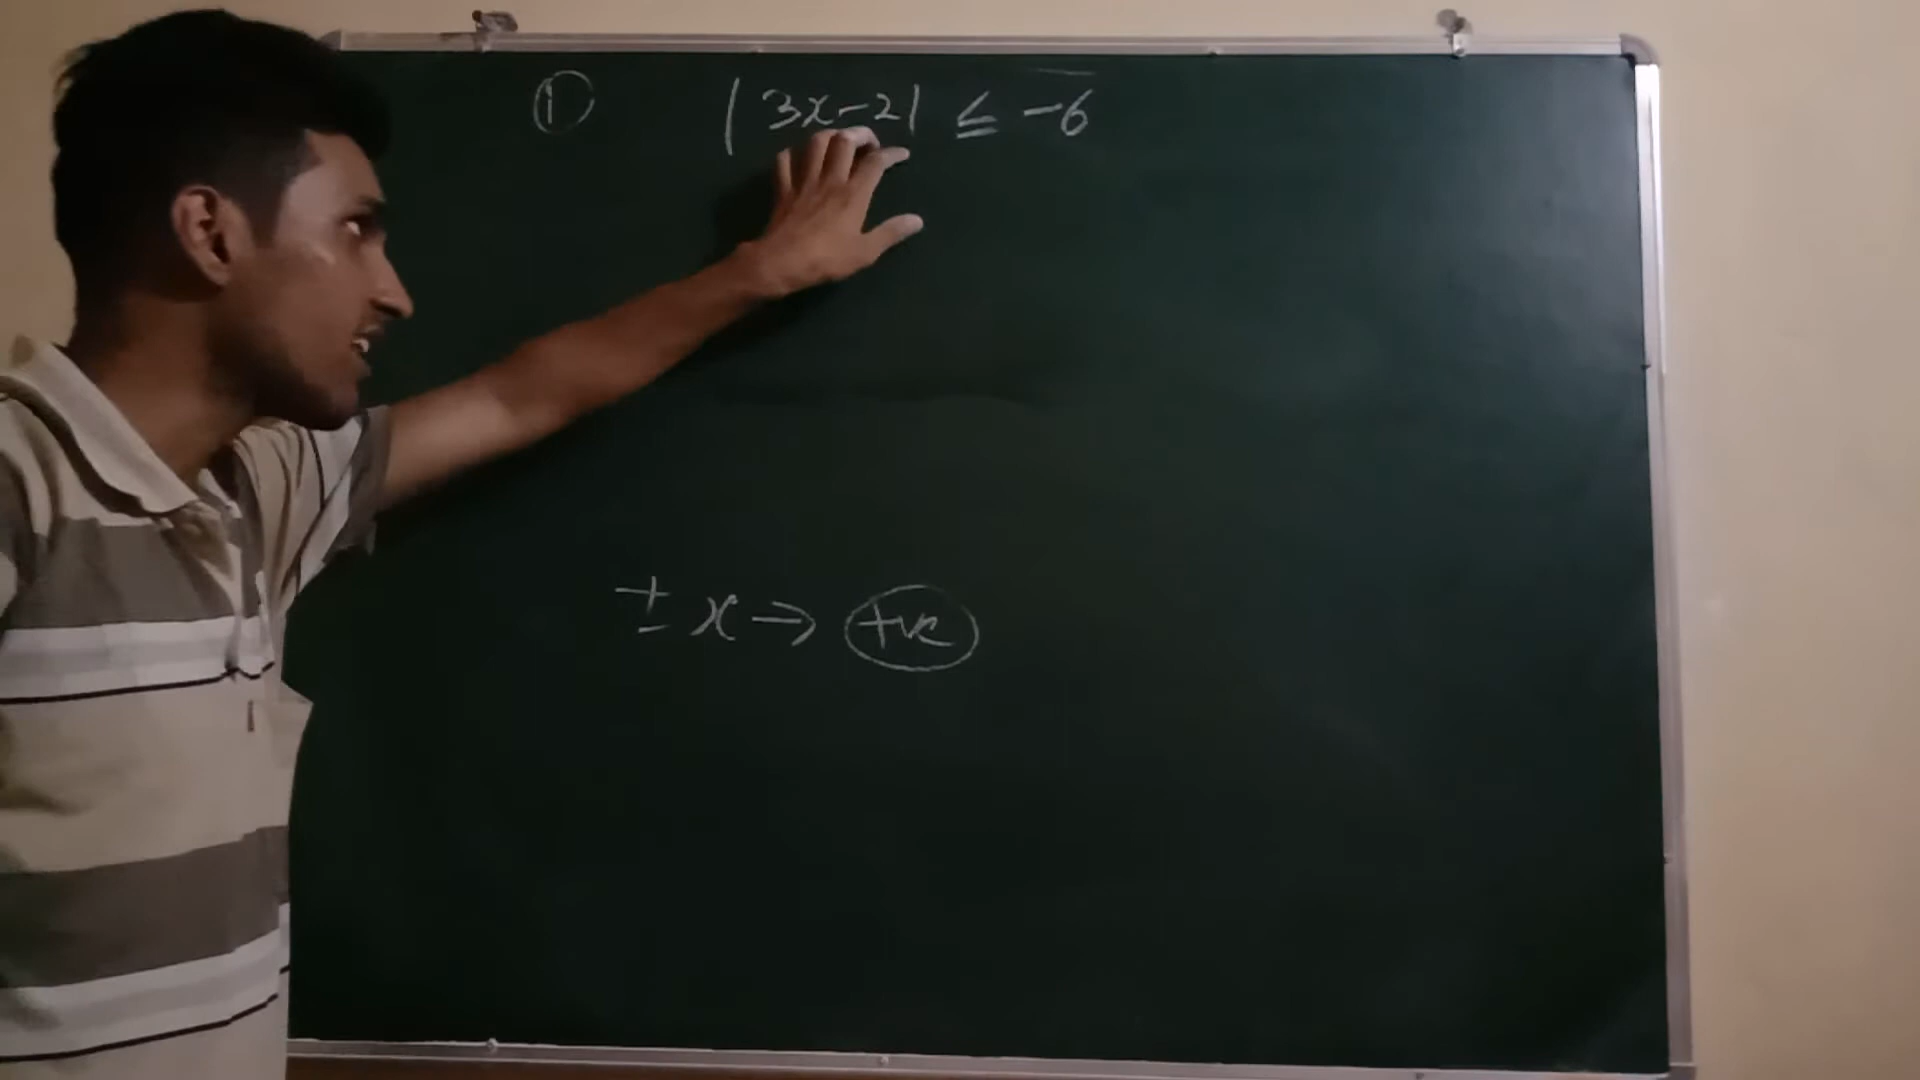 ① |3x-2| ≤ -6
± x → +ve